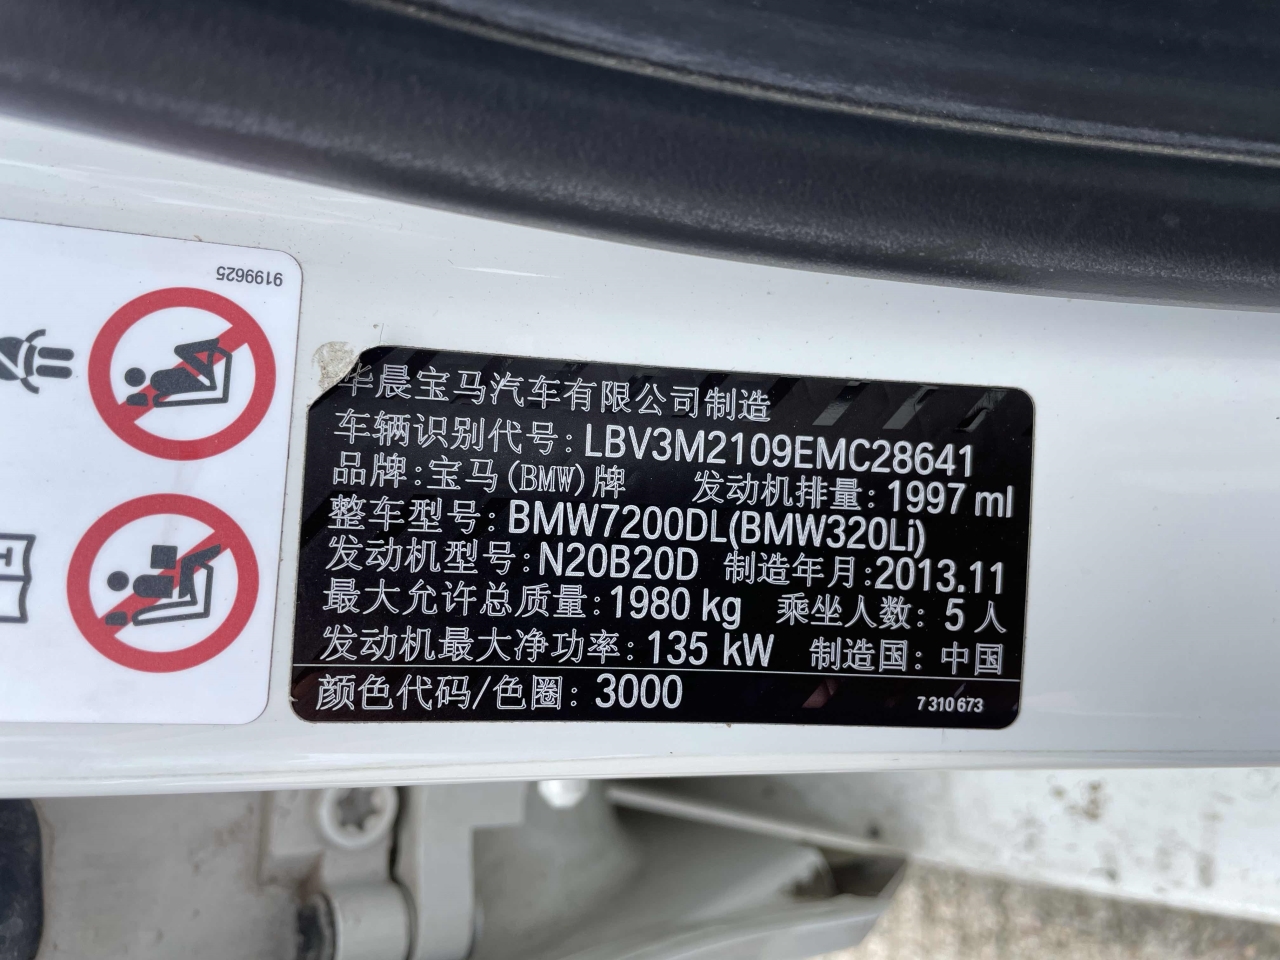 9199625
华晨宝马汽车有限公司制造
车辆识别代号: LBV3M2109EMC28641
品牌:宝马(BMW)牌 发动机排量: 1997 ml
整车型号: BMW7200DL(BMW320Li)
发动机型号: N20B20D 制造年月:2013.11
最大允许总质量: 1980 kg 乘坐人数: 5 人
发动机最大净功率: 135 kW 制造国: 中国
颜色代码/色圈: 3000 7 310 673